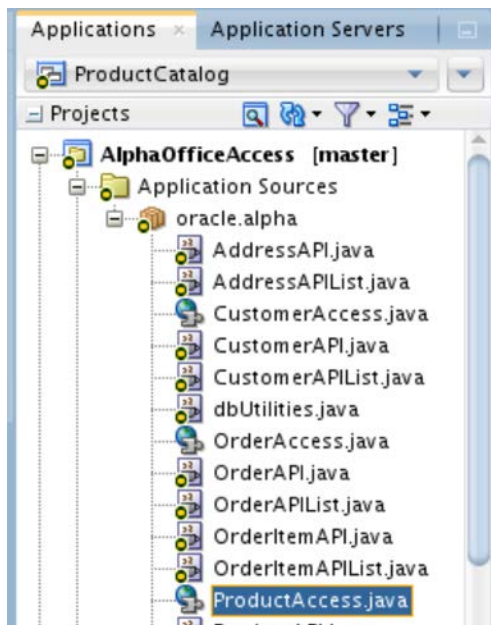 Applications Application Servers
ProductCatalog
Projects
AlphaOfficeAccess [master]
Application Sources
oracle.alpha
AddressAPI.java
AddressAPIList.java
CustomerAccess.java
CustomerAPI.java
CustomerAPIList.java
dbUtilities.java
OrderAccess.java
OrderAPI.java
OrderAPIList.java
OrderItemAPI.java
OrderItemAPIList.java
ProductAccess.java